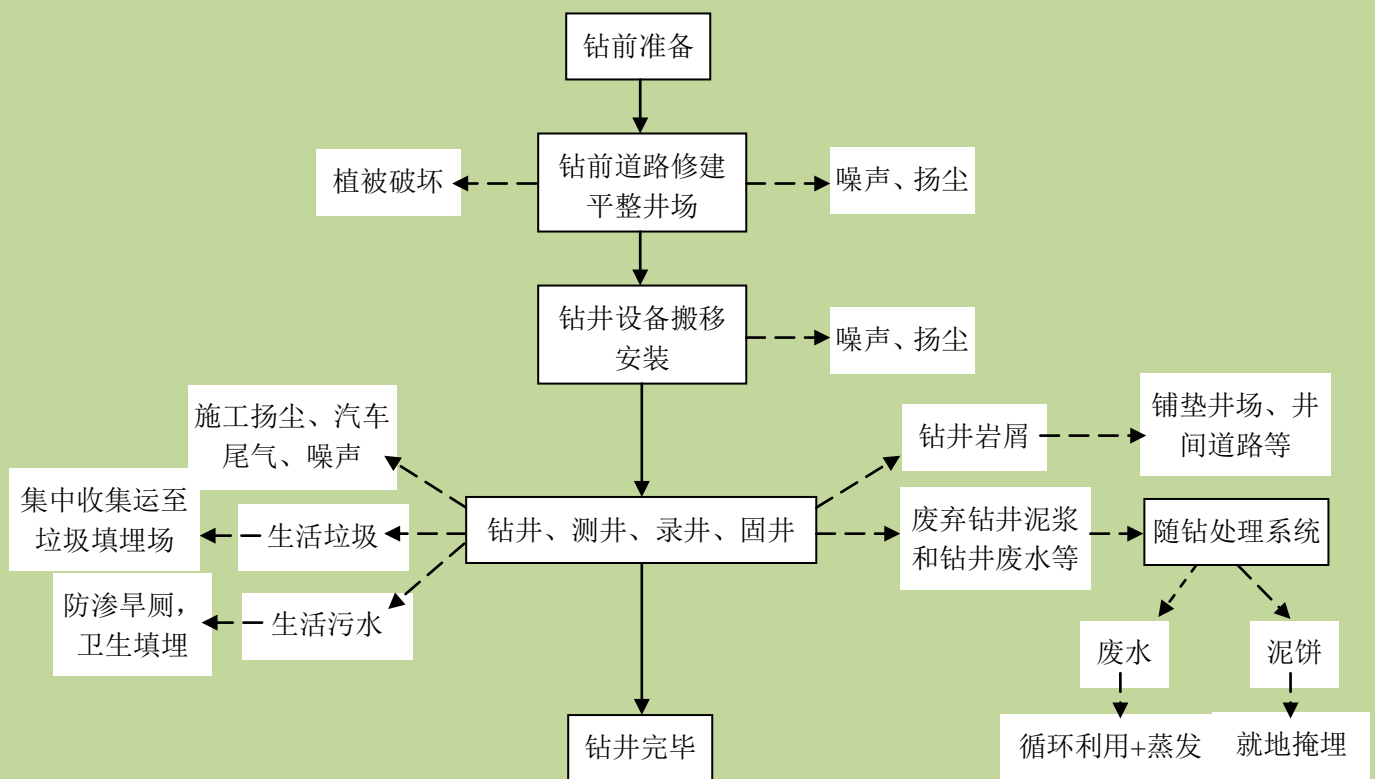 钻前准备
植被破坏
钻前道路修建
平整井场
噪声、扬尘
钻井设备搬移
安装
噪声、扬尘
施工扬尘、汽车
尾气、噪声
钻井岩屑
铺垫井场、井
间道路等
集中收集运至
垃圾填埋场
生活垃圾
钻井、测井、录井、固井
废弃钻井泥浆
和钻井废水等
随钻处理系统
防渗旱厕，
卫生填埋
生活污水
废水
泥饼
钻井完毕
循环利用+蒸发
就地掩埋